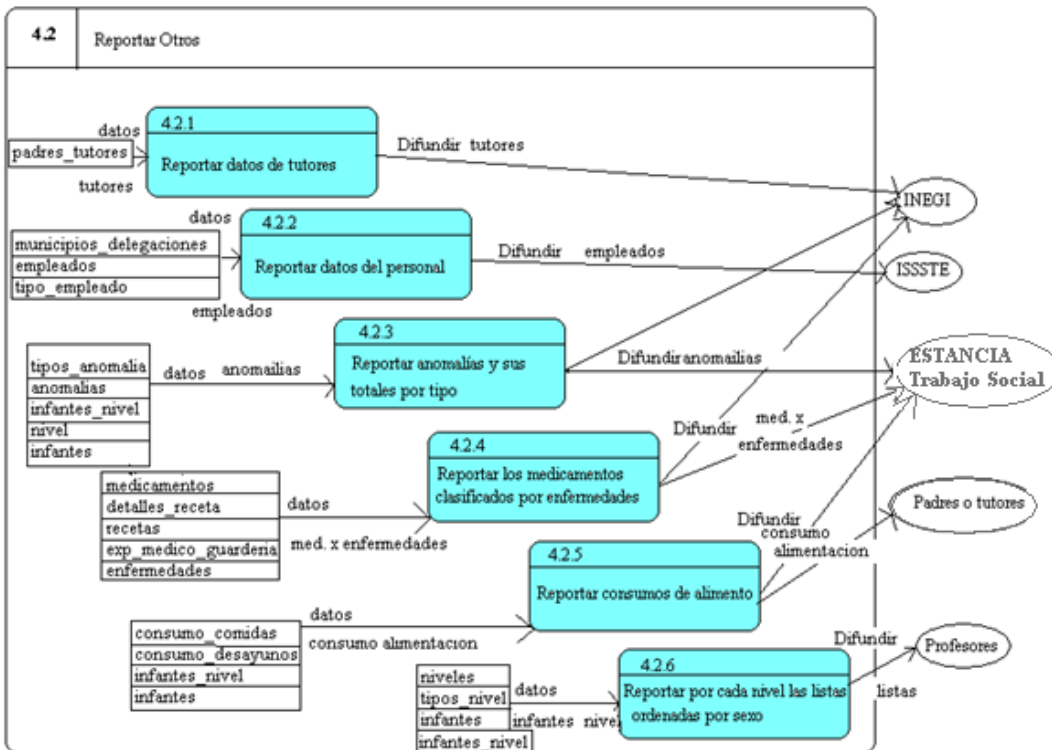 4.2
Reportar Otros
4.2.1
datos
Difundir tutores
padres_tutores
Reportar datos de tutores
tutores
INEGI
datos
4.2.2
municipios_delegaciones
Difundir empleados
empleados
Reportar datos del personal
ISSSTE
tipo_empleado
empleados
4.2.3
tipos_anomalia
datos anomailias
Reportar anomalías y sus
totales por tipo
Difundiranomailias
ESTANCIA
Trabajo Social
anomalias
infantes_nivel
nivel
infantes
med. x
Difundir
enfermedades
4.2.4
medicamentos
Reportar los medicamentos
clasificados por enfermedades
detalles_receta
datos
Padres o tutores
recetas
exp_medico_guarderia
med. x enfermedades
enfermedades
Difundir
consumo
alimentacion
4.2.5
Reportar consumos de alimento
datos
consumo_comidas
consumo alimentacion
consumo_desayunos
infantes_nivel
infantes
Difundir
Profesores
4.2.6
niveles
datos
Reportar por cada nivel las listas
ordenadas por sexo
listas
tipos_nivel
infantes
infantes nivel
infantes_nivel